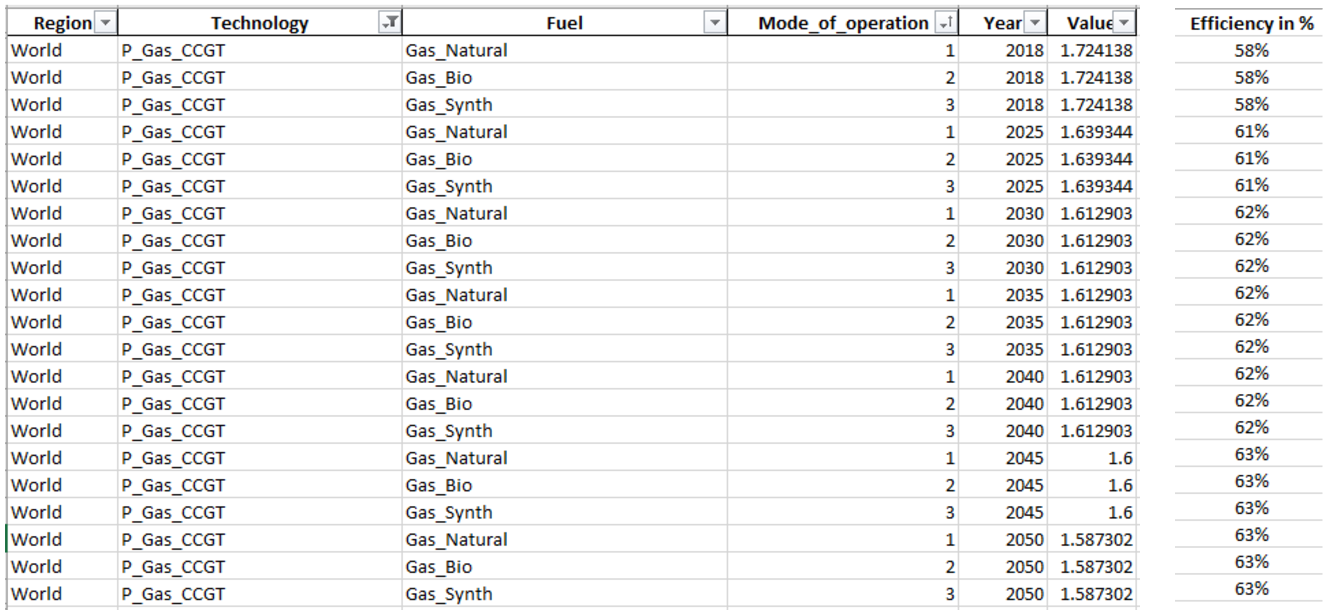 Region Technology Fuel Mode_of_operation Year Value Efficiency in %
World P_Gas_CCGT Gas_Natural 1 2018 1.724138 58%
World P_Gas_CCGT Gas_Bio 2 2018 1.724138 58%
World P_Gas_CCGT Gas_Synth 3 2018 1.724138 58%
World P_Gas_CCGT Gas_Natural 1 2025 1.639344 61%
World P_Gas_CCGT Gas_Bio 2 2025 1.639344 61%
World P_Gas_CCGT Gas_Synth 3 2025 1.639344 61%
World P_Gas_CCGT Gas_Natural 1 2030 1.612903 62%
World P_Gas_CCGT Gas_Bio 2 2030 1.612903 62%
World P_Gas_CCGT Gas_Synth 3 2030 1.612903 62%
World P_Gas_CCGT Gas_Natural 1 2035 1.612903 62%
World P_Gas_CCGT Gas_Bio 2 2035 1.612903 62%
World P_Gas_CCGT Gas_Synth 3 2035 1.612903 62%
World P_Gas_CCGT Gas_Natural 1 2040 1.612903 62%
World P_Gas_CCGT Gas_Bio 2 2040 1.612903 62%
World P_Gas_CCGT Gas_Synth 3 2040 1.612903 62%
World P_Gas_CCGT Gas_Natural 1 2045 1.6 63%
World P_Gas_CCGT Gas_Bio 2 2045 1.6 63%
World P_Gas_CCGT Gas_Synth 3 2045 1.6 63%
World P_Gas_CCGT Gas_Natural 1 2050 1.587302 63%
World P_Gas_CCGT Gas_Bio 2 2050 1.587302 63%
World P_Gas_CCGT Gas_Synth 3 2050 1.587302 63%